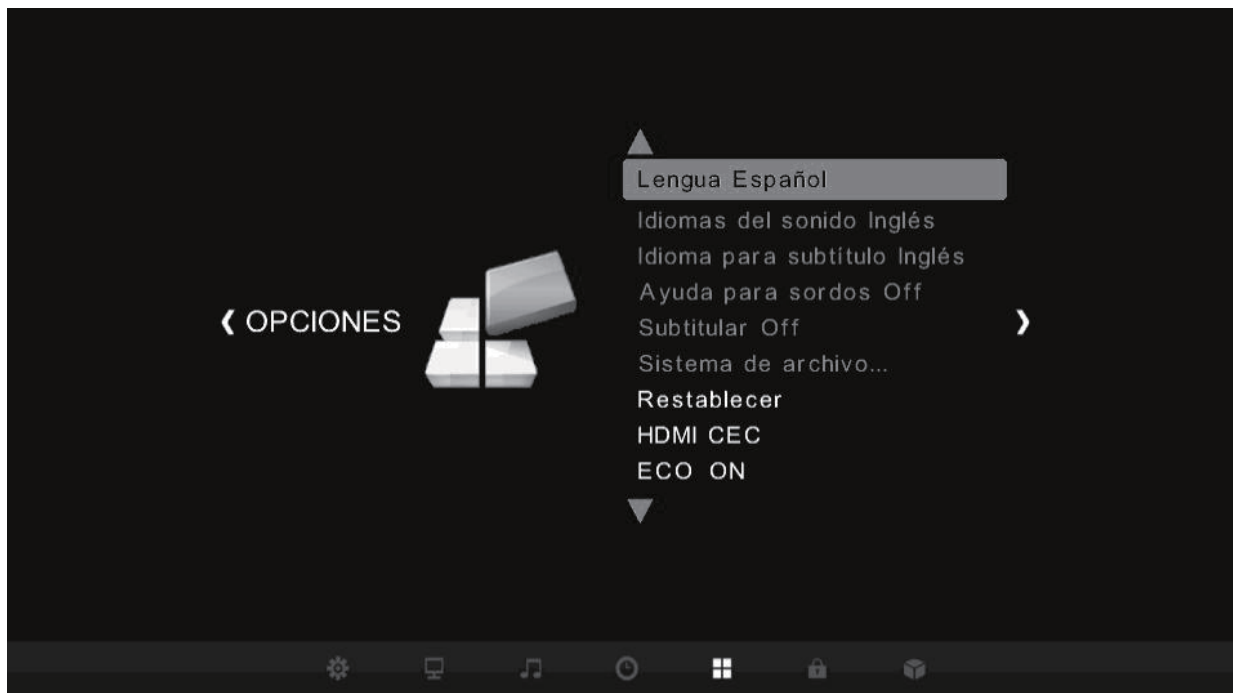 OPCIONES
Lengua Español
Idiomas del sonido Inglés
Idioma para subtítulo Inglés
Ayuda para sordos Off
Subtitular Off
Sistema de archivo...
Restablecer
HDMI CEC
ECO ON